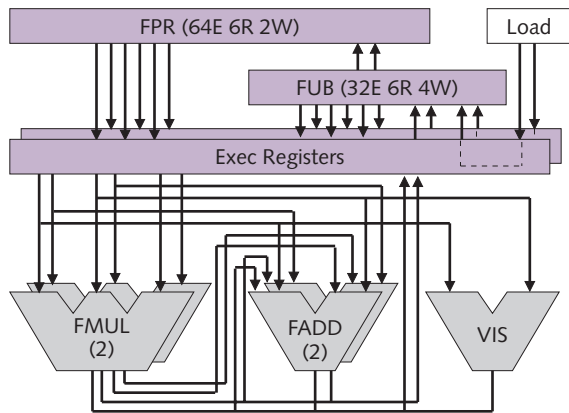 FPR (64E 6R 2W)
Load
FUB (32E 6R 4W)
Exec Registers
FMUL
(2)
FADD
(2)
VIS